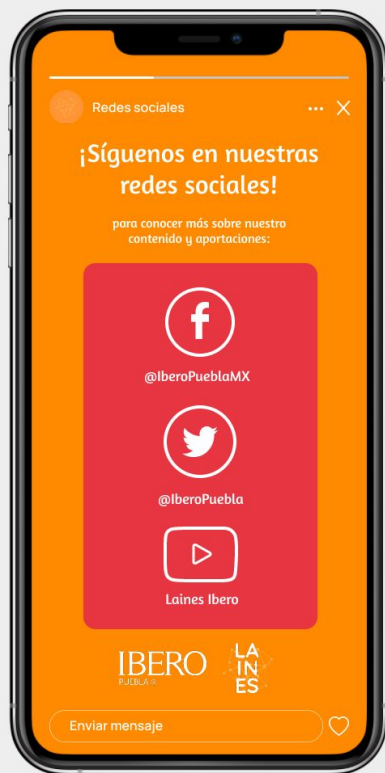 Redes sociales
¡Síguenos en nuestras
redes sociales!
para conocer más sobre nuestro
contenido y aportaciones:
@IberoPueblaMX
@IberoPuebla
Laines Ibero
IBERO
PUEBLA
LA
IN
ES
Enviar mensaje